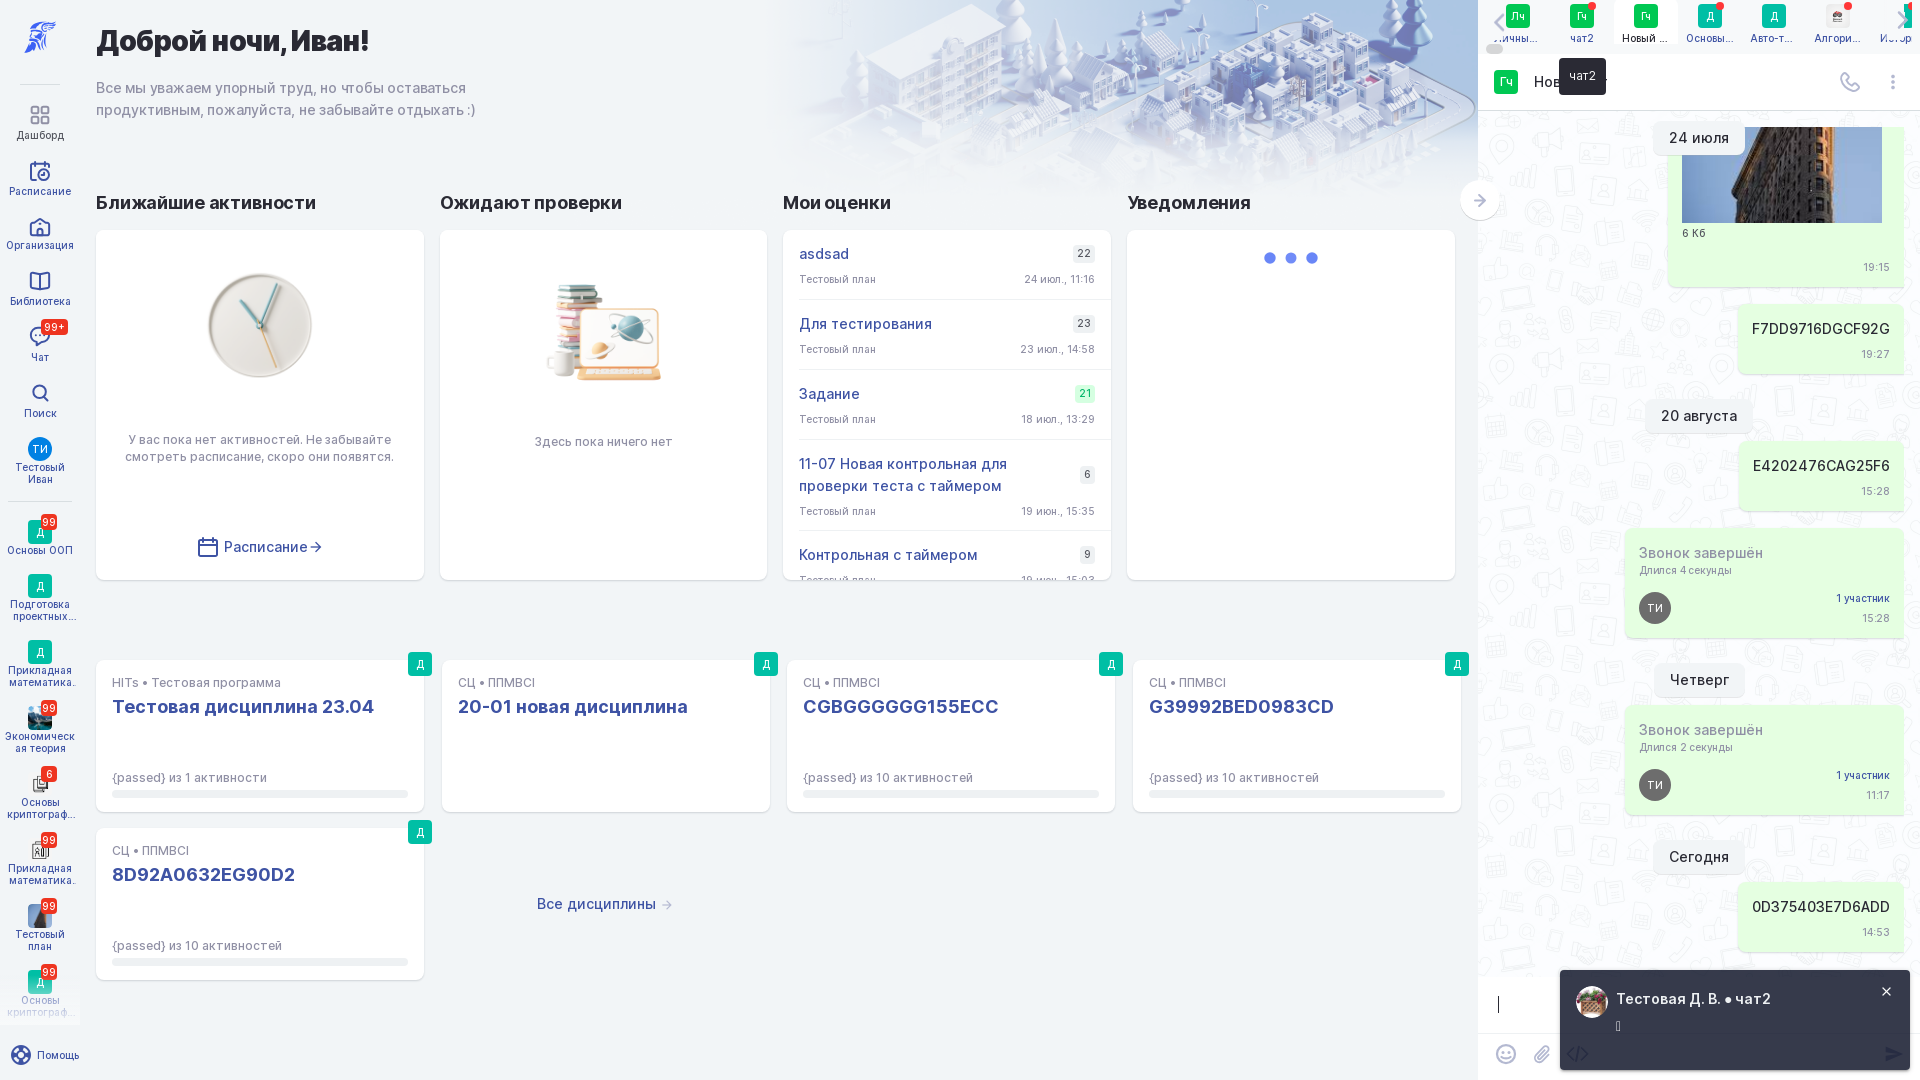 Дашборд
Расписание
Организация
Библиотека
99+
Чат
Поиск
ТИ
Тестовый
Иван
99
Д
Основы ООП
Д
Подготовка
проектных...
Д
Прикладная
математика.
99
Экономическ
ая теория
6
Основы
криптограф...
99
Прикладная
математика.
99
Тестовый
план
99
Д
Основы
криптограф...
Помощь
Доброй ночи, Иван!
Все мы уважаем упорный труд, но чтобы оставаться
продуктивным, пожалуйста, не забывайте отдыхать :)
Ближайшие активности
У вас пока нет активностей. Не забывайте
смотреть расписание, скоро они появятся.
Расписание
Ожидают проверки
Здесь пока ничего нет
Мои оценки
asdsad 22
Тестовый план 24 июл., 11:16
Для тестирования 23
Тестовый план 23 июл., 14:58
Задание 21
Тестовый план 18 июл., 13:29
11-07 Новая контрольная для
проверки теста с таймером 6
Тестовый план 19 июн., 15:35
Контрольная с таймером 9
Тестовый план 19 июн., 15:03
Уведомления
Д
HITs • Тестовая программа
Тестовая дисциплина 23.04
{passed} из 1 активности
Д
СЦ • ППМВСІ
20-01 новая дисциплина
Д
СЦ • ППМВСІ
CGBGGGGGG155ECC
{passed} из 10 активностей
Д
СЦ • ППМВСІ
G39992BED0983CD
{passed} из 10 активностей
Д
СЦ • ППМВСІ
8D92A0632EG90D2
{passed} из 10 активностей
Все дисциплины
Лч Гч Гч Д Д
чат2 Новый ... Основы... Авто-т... Алгори...
чат2
Гч
24 июля
6 Кб
19:15
F7DD9716DGCF92G
19:27
20 августа
E4202476CAG25F6
15:28
Звонок завершён
Длился 4 секунды
ТИ
1 участник
15:28
Четверг
Звонок завершён
Длился 2 секунды
ТИ
1 участник
11:17
Сегодня
0D375403E7D6ADD
14:53
Тестовая Д. В. ● чат2